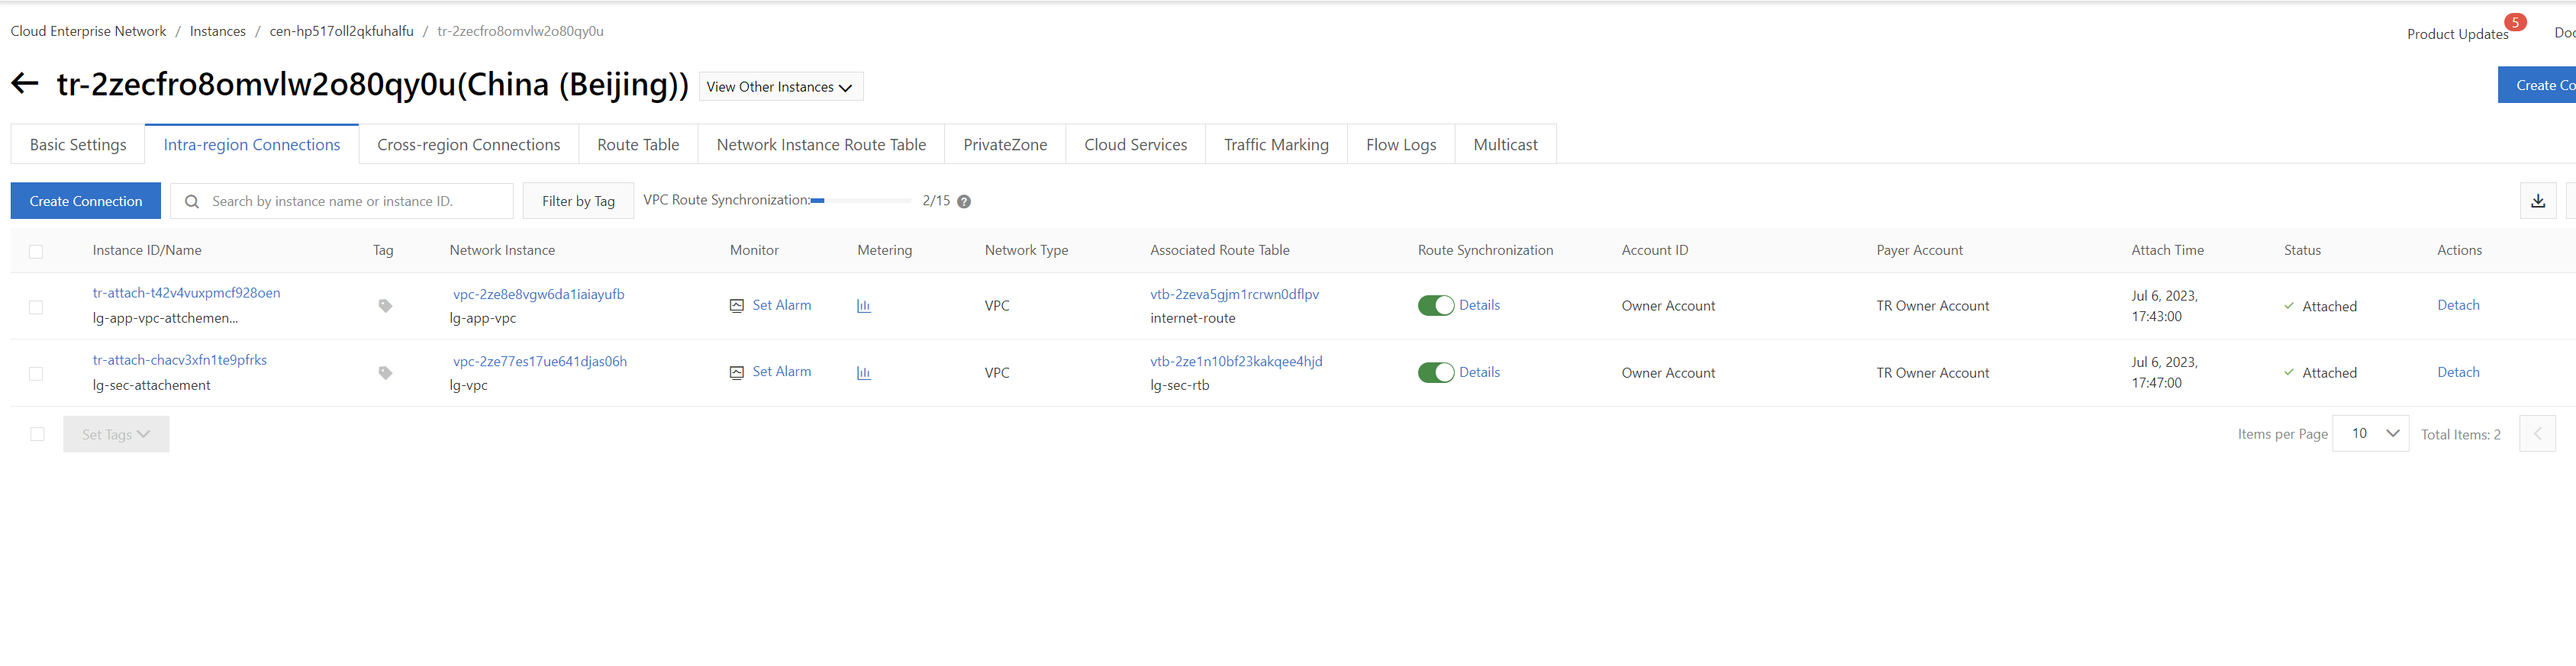 Cloud Enterprise Network / Instances / cen-hp517oll2qkfuhalfu / tr-2zecfro8omvlw2o80qy0u
Product Updates 5 Doc
tr-2zecfro8omvlw2o80qy0u(China (Beijing)) View Other Instances Create Co
Basic Settings Intra-region Connections Cross-region Connections Route Table Network Instance Route Table PrivateZone Cloud Services Traffic Marking Flow Logs Multicast
Create Connection Search by instance name or instance ID. Filter by Tag VPC Route Synchronization: 2/15 ?
Instance ID/Name Tag Network Instance Monitor Metering Network Type Associated Route Table Route Synchronization Account ID Payer Account Attach Time Status Actions
tr-attach-t42v4vuxpmcf928oen vpc-2ze8e8vgw6da1iaiayufb Set Alarm VPC vtb-2zeva5gjm1rcrwn0dflpv Details Owner Account TR Owner Account Jul 6, 2023, Attached Detach
lg-app-vpc-attchemen... lg-app-vpc internet-route 17:43:00
tr-attach-chacv3xfn1te9pfrks vpc-2ze77es17ue641djas06h Set Alarm VPC vtb-2ze1n10bf23kakqee4hjd Details Owner Account TR Owner Account Jul 6, 2023, Attached Detach
lg-sec-attachement lg-vpc lg-sec-rtb 17:47:00
Set Tags Items per Page 10 Total Items: 2